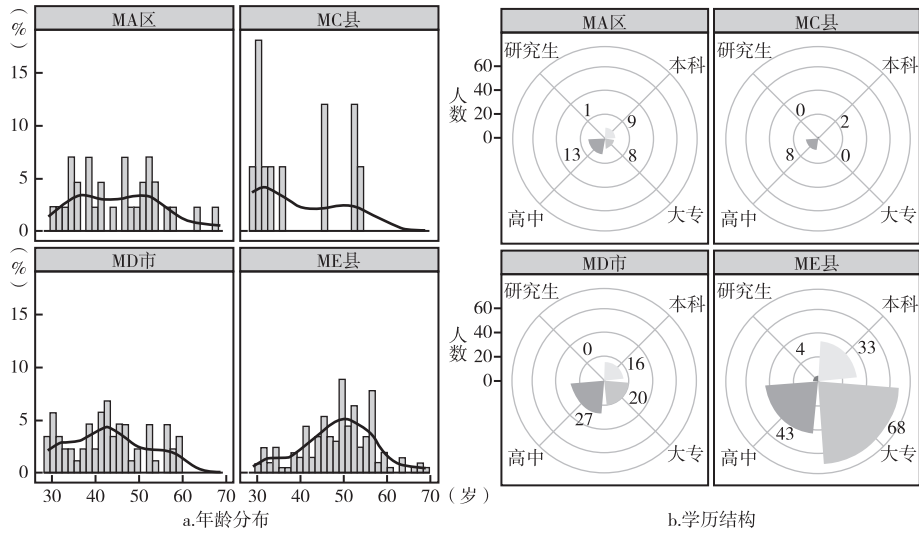 (%)
MA区
MC县
15
10
5
0
(%)
MD市
ME县
15
10
5
0
30 40 50 60 70
30 40 50 60 70
(岁)
a.年龄分布
MA区
MC县
人数
60
40
20
0
研究生
本科
1
9
13
8
高中
大专
研究生
本科
0
2
8
0
高中
大专
MD市
ME县
人数
60
40
20
0
研究生
本科
0
16
27
20
高中
大专
研究生
本科
4
33
43
68
高中
大专
b.学历结构